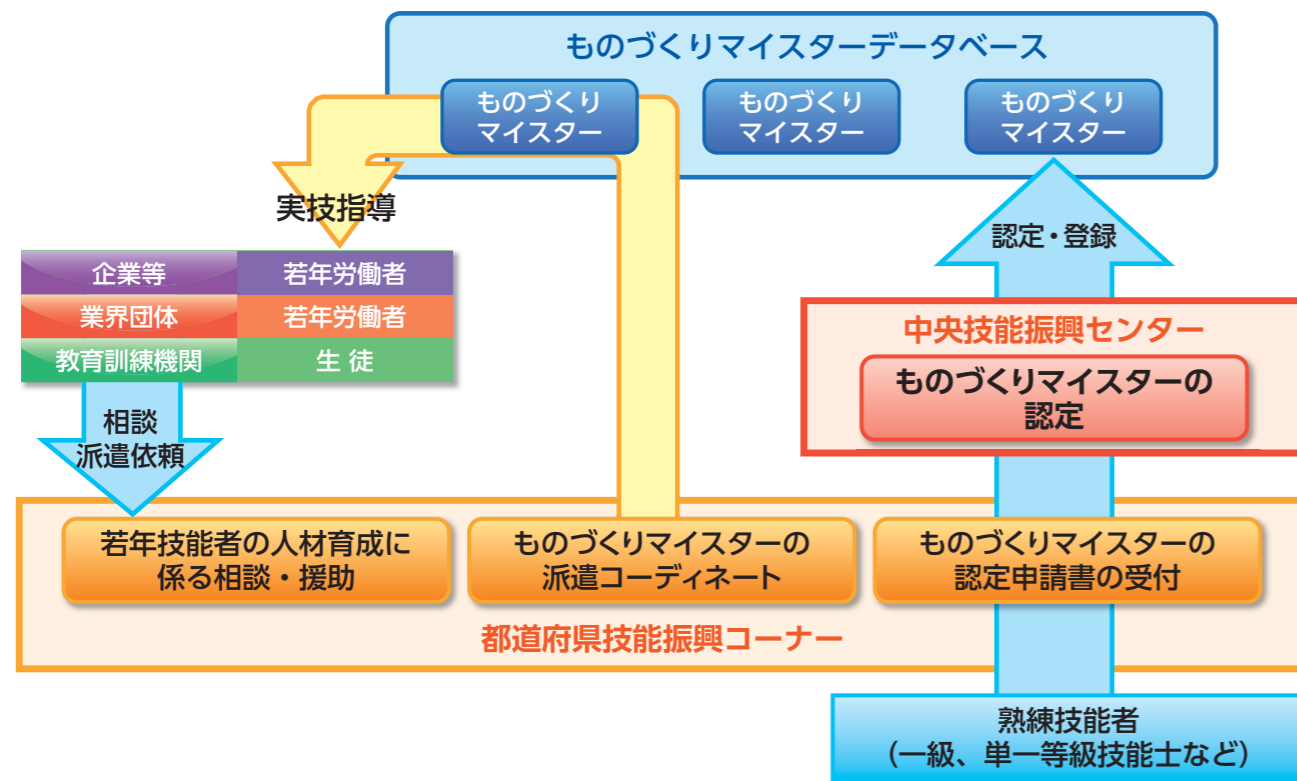 ものづくりマイスターデータベース
ものづくり
マイスター
ものづくり
マイスター
ものづくり
マイスター
実技指導
認定・登録
企業等
若年労働者
業界団体
若年労働者
教育訓練機関
生 徒
中央技能振興センター
ものづくりマイスターの
認定
相談
派遣依頼
若年技能者の人材育成に
係る相談・援助
ものづくりマイスターの
派遣コーディネート
ものづくりマイスターの
認定申請書の受付
都道府県技能振興コーナー
熟練技能者
（一級、単一等級技能士など）